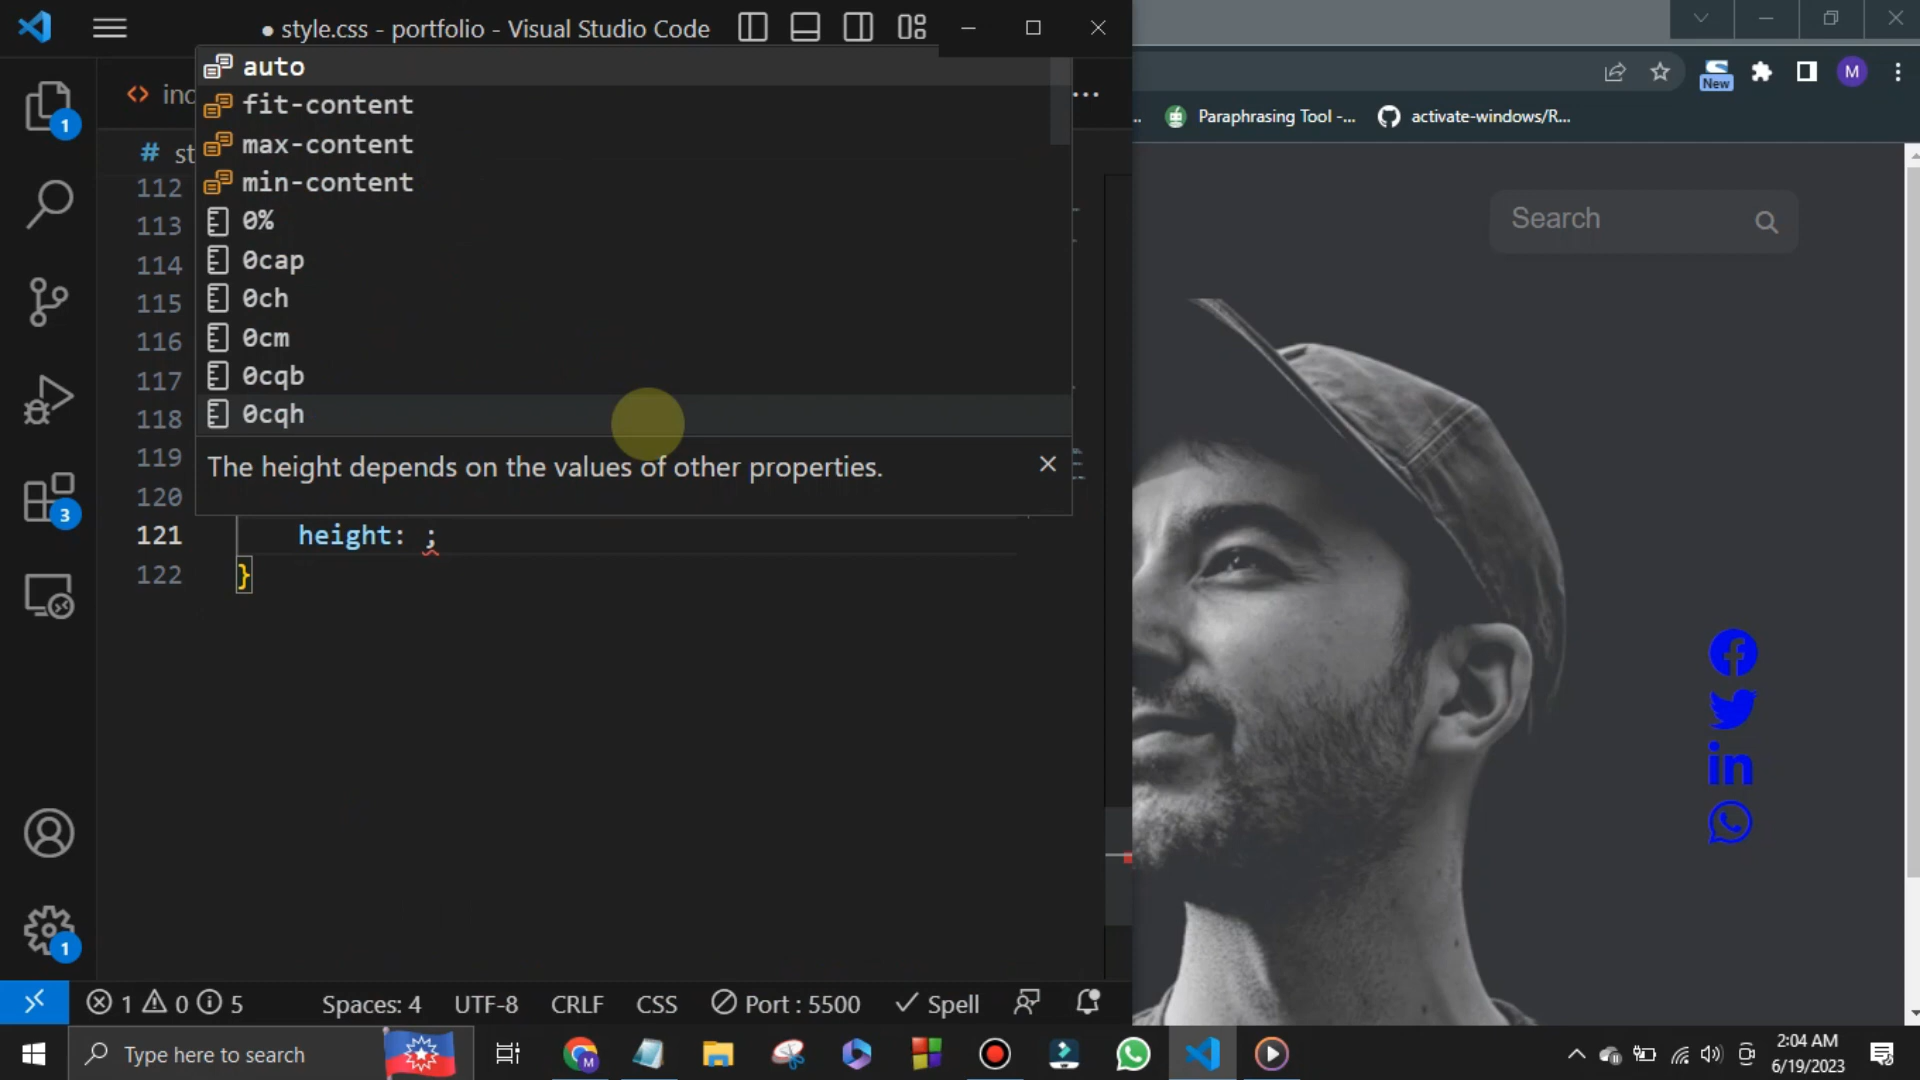 ● style.css - portfolio - Visual Studio Code
auto
fit-content
max-content
min-content
0%
0cap
0ch
0cm
0cqb
0cqh
The height depends on the values of other properties.
<> inc
...
# st
112
113
114
115
116
117
118
119
120
121 height: ;
122 }
1
3
1
1 0 5
Spaces: 4
UTF-8
CRLF
CSS
Port : 5500
Spell
New
M
... Paraphrasing Tool -...
activate-windows/R...
Search
in
Type here to search
M
2:04 AM
6/19/2023